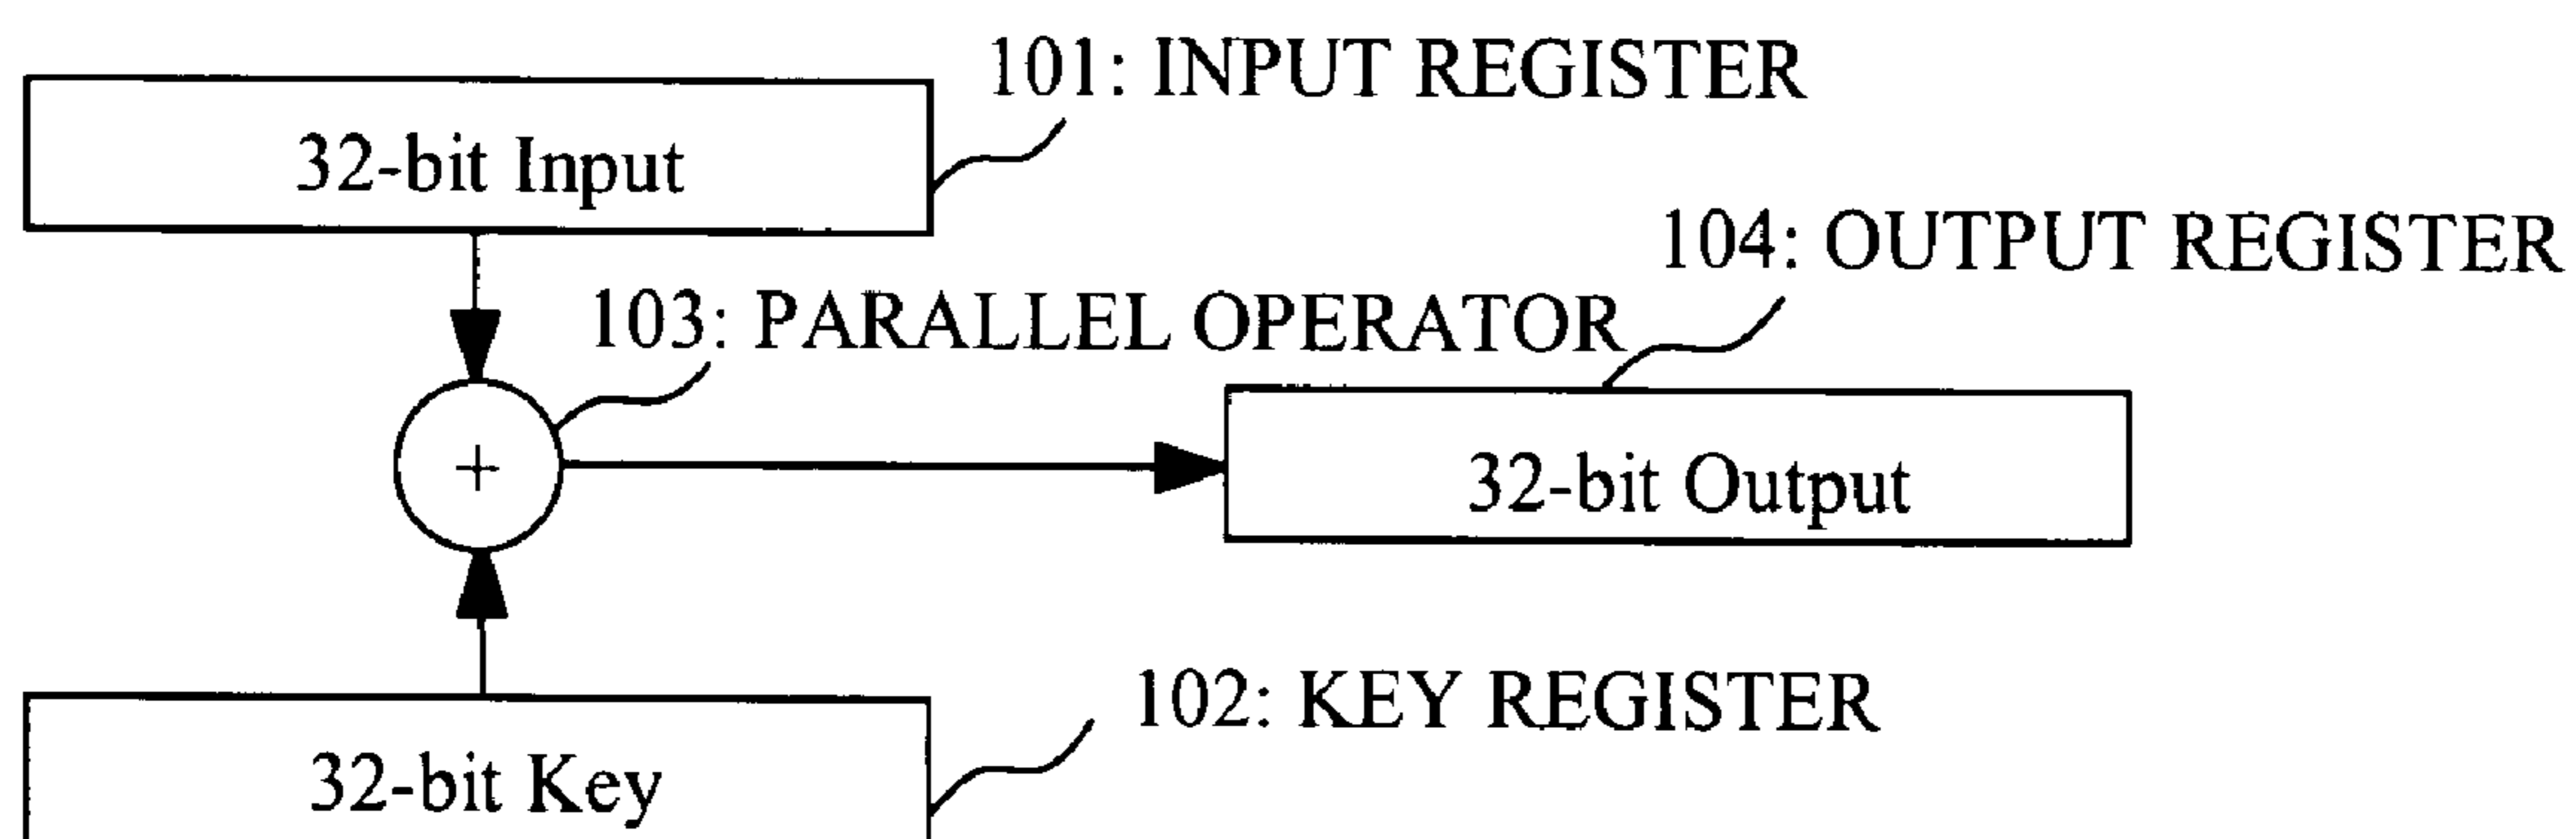 101: INPUT REGISTER
32-bit Input
104: OUTPUT REGISTER
103: PARALLEL OPERATOR
+
32-bit Output
102: KEY REGISTER
32-bit Key